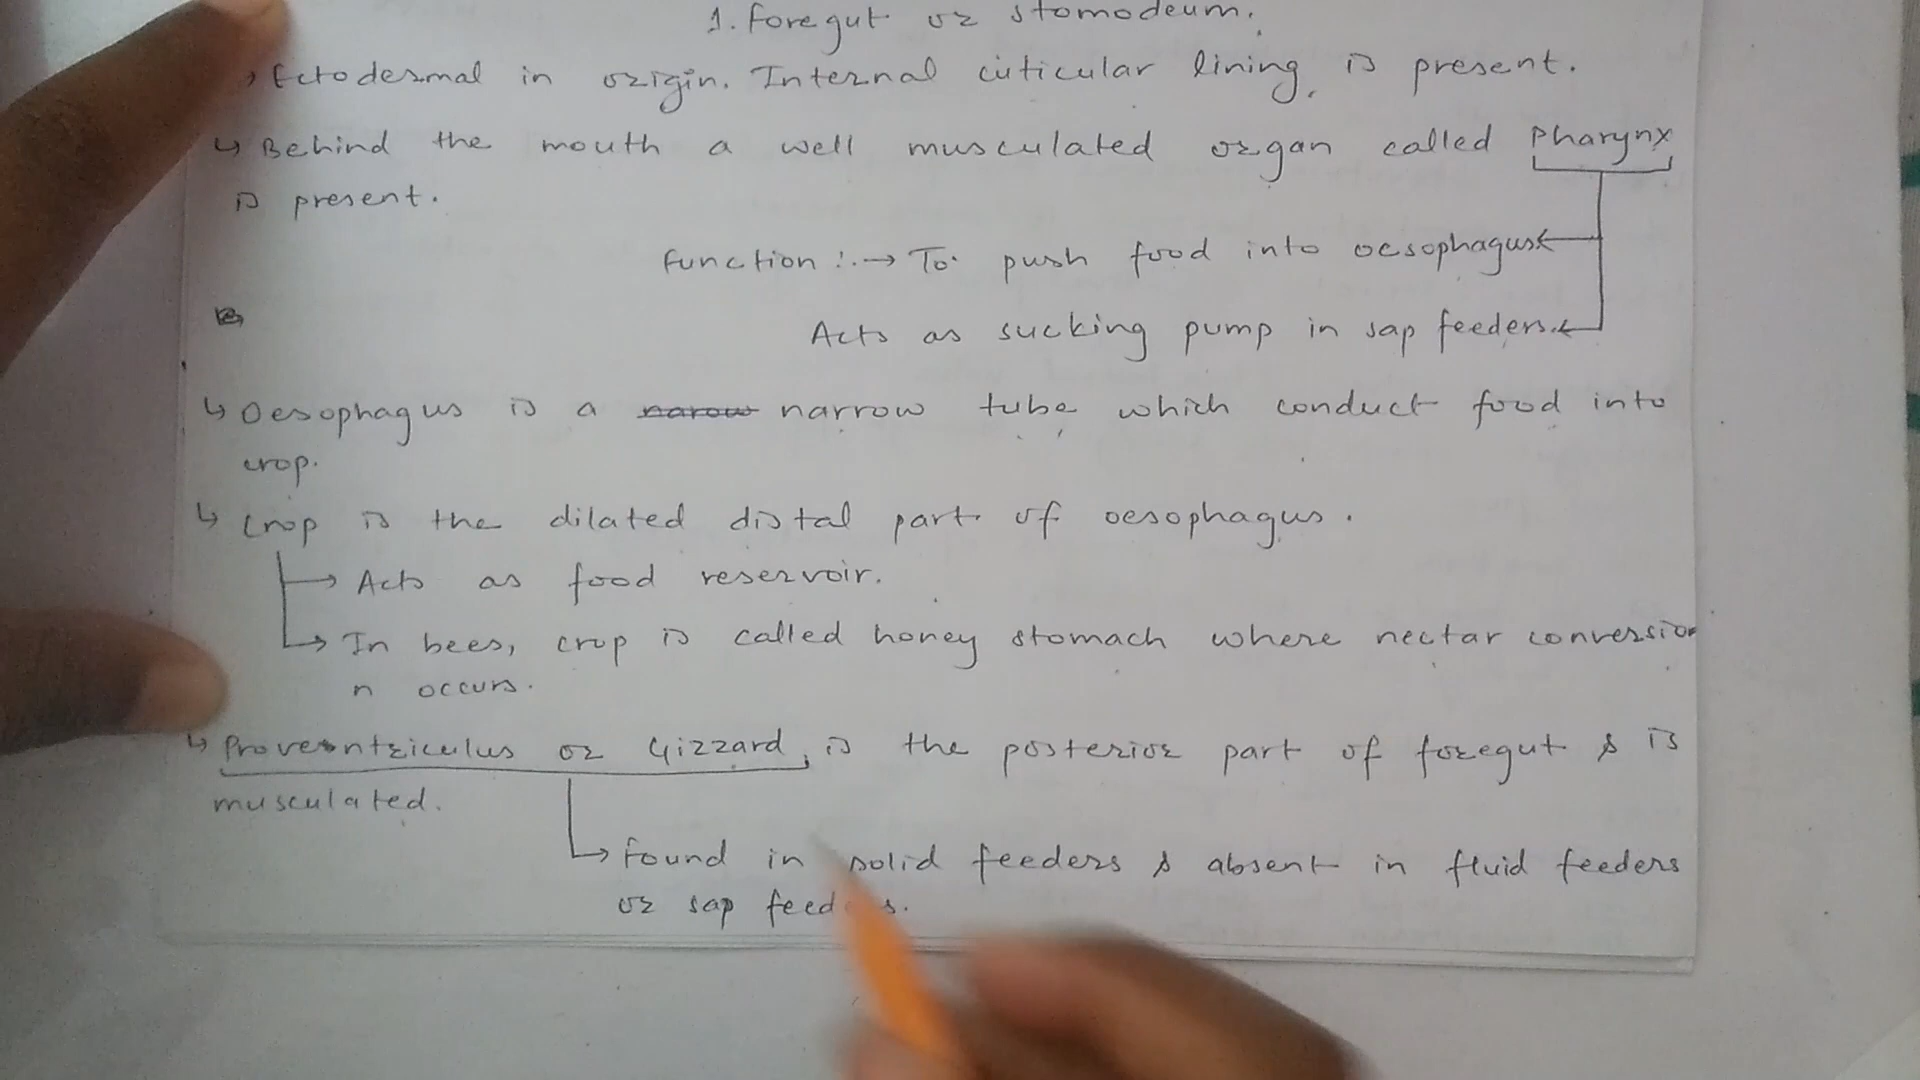 1. Foregut or stomodeum.
Ectodermal in origin. Internal cuticular lining is present.
↳ Behind the mouth a well musculated organ called Pharynx
is present.
Function :→ To push food into oesophagus
Acts as sucking pump in sap feeders.
↳ Oesophagus is a narow narrow tube which conduct food into
crop.
↳ Crop is the dilated distal part of oesophagus.
→ Acts as food reservoir.
→ In bees, crop is called honey stomach where nectar conversion
n occurs.
↳ Proventriculus or Gizzard, is the posterior part of foregut & is
musculated.
↳ Found in solid feeders & absent in fluid feeders
or sap feeders.